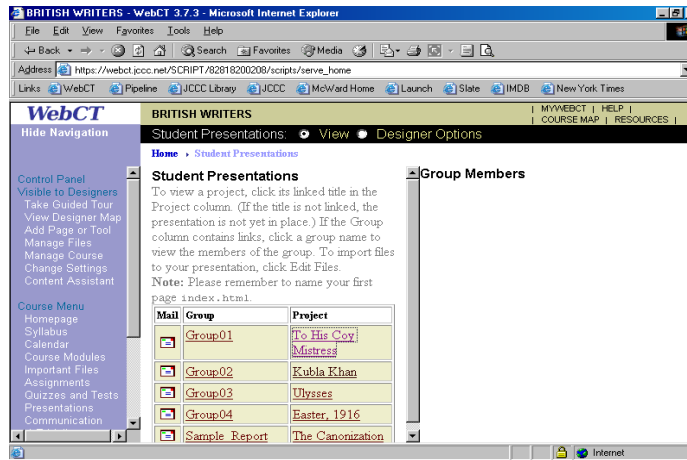 BRITISH WRITERS - WebCT 3.7.3 - Microsoft Internet Explorer
File Edit View Favorites Tools Help
Back Search Favorites Media
Address https://webct.jccc.net/SCRIPT/82818200208/scripts/serve_home
Links WebCT Pipeline JCCC Library JCCC McWard Home Launch Slate IMDB New York Times
WebCT
Hide Navigation
BRITISH WRITERS
| MYWEBCT | HELP |
| COURSE MAP | RESOURCES |
Student Presentations: View Designer Options
Home › Student Presentations
Control Panel
Visible to Designers
Take Guided Tour
View Designer Map
Add Page or Tool
Manage Files
Manage Course
Change Settings
Content Assistant
Course Menu
Homepage
Syllabus
Calendar
Course Modules
Important Files
Assignments
Quizzes and Tests
Presentations
Communication
Student Presentations
To view a project, click its linked title in the
Project column. (If the title is not linked, the
presentation is not yet in place.) If the Group
column contains links, click a group name to
view the members of the group. To import files
to your presentation, click Edit Files.
Note: Please remember to name your first
page index.html.
Mail Group Project
Group01 To His Coy
Mistress
Group02 Kubla Khan
Group03 Ulysses
Group04 Easter, 1916
Sample Report The Canonization
Group Members
Internet